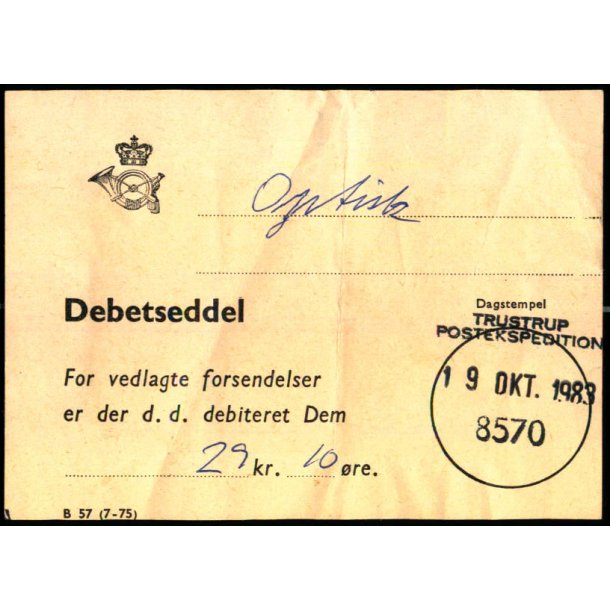 Optik
Debetseddel
Dagstempel
TRUSTRUP
POSTEKSPEDITION
19 OKT. 1983
8570
For vedlagte forsendelser
er der d. d. debiteret Dem
29 kr. 10 øre.
B 57 (7-75)